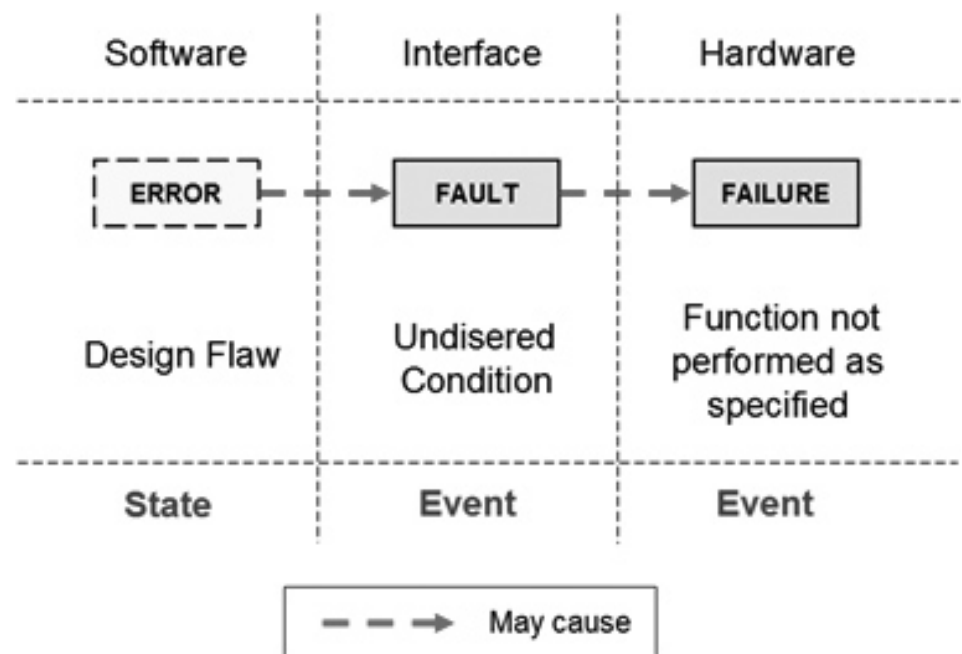 Software
Interface
Hardware
ERROR
FAULT
FAILURE
Design Flaw
Undisered
Condition
Function not
performed as
specified
State
Event
Event
May cause